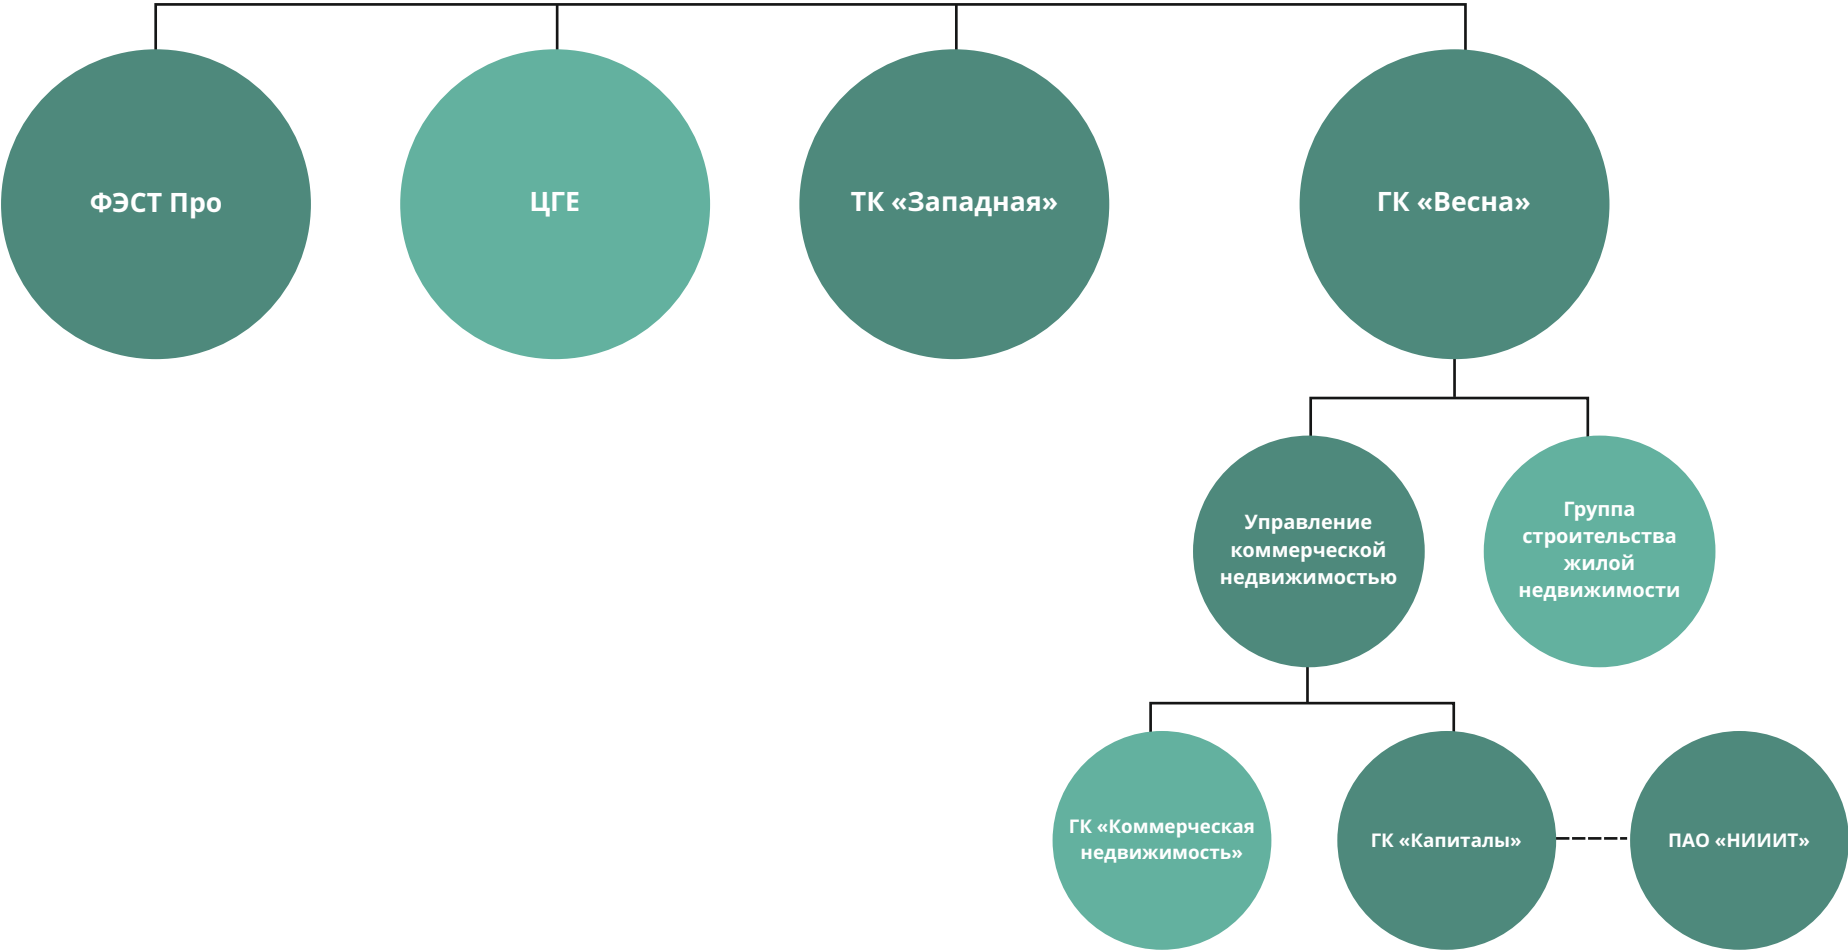 ФЭСТ Про
ЦГЕ
ТК «Западная»
ГК «Весна»
Управление
коммерческой
недвижимостью
Группа
строительства
жилой
недвижимости
ГК «Коммерческая
недвижимость»
ГК «Капиталы»
ПАО «НИИИТ»